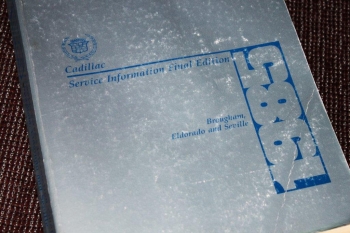 Cadillac
Service Information Final Edition
Brougham,
Eldorado and Seville
1985